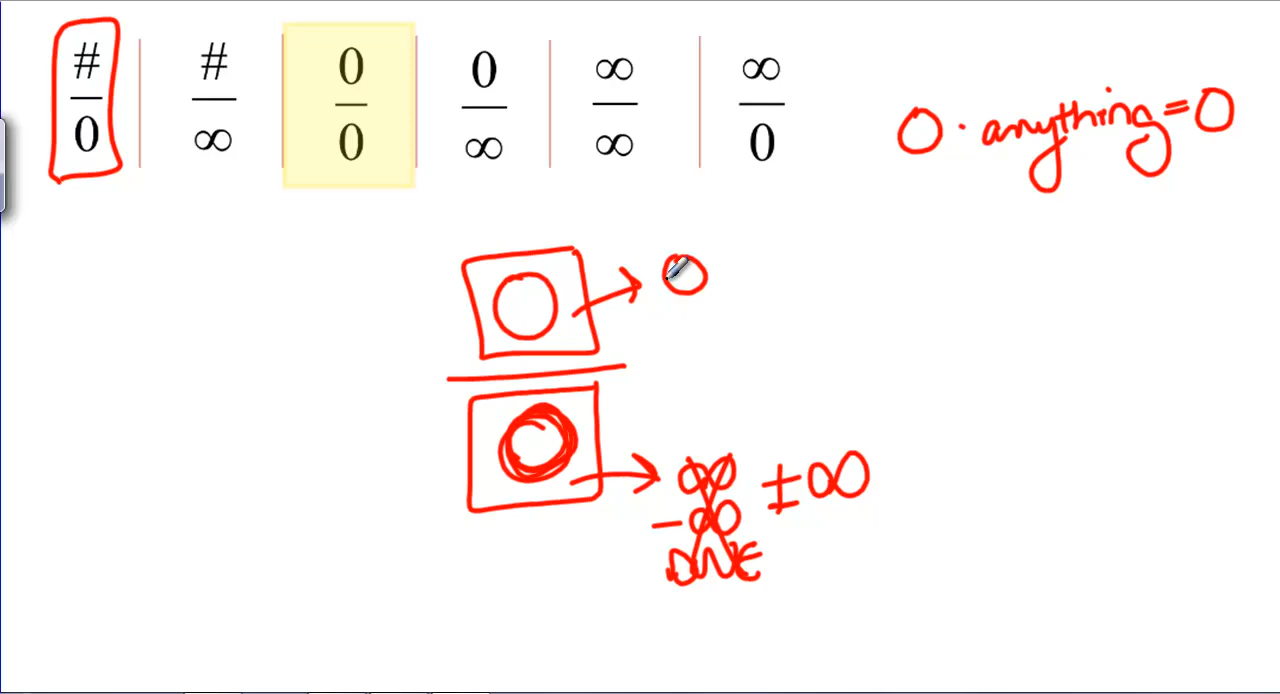 #/0 #/∞ 0/0 0/∞ ∞/∞ ∞/0
0 · anything = 0
0 → 0
0 → ∞ ±∞
-∞
DNE